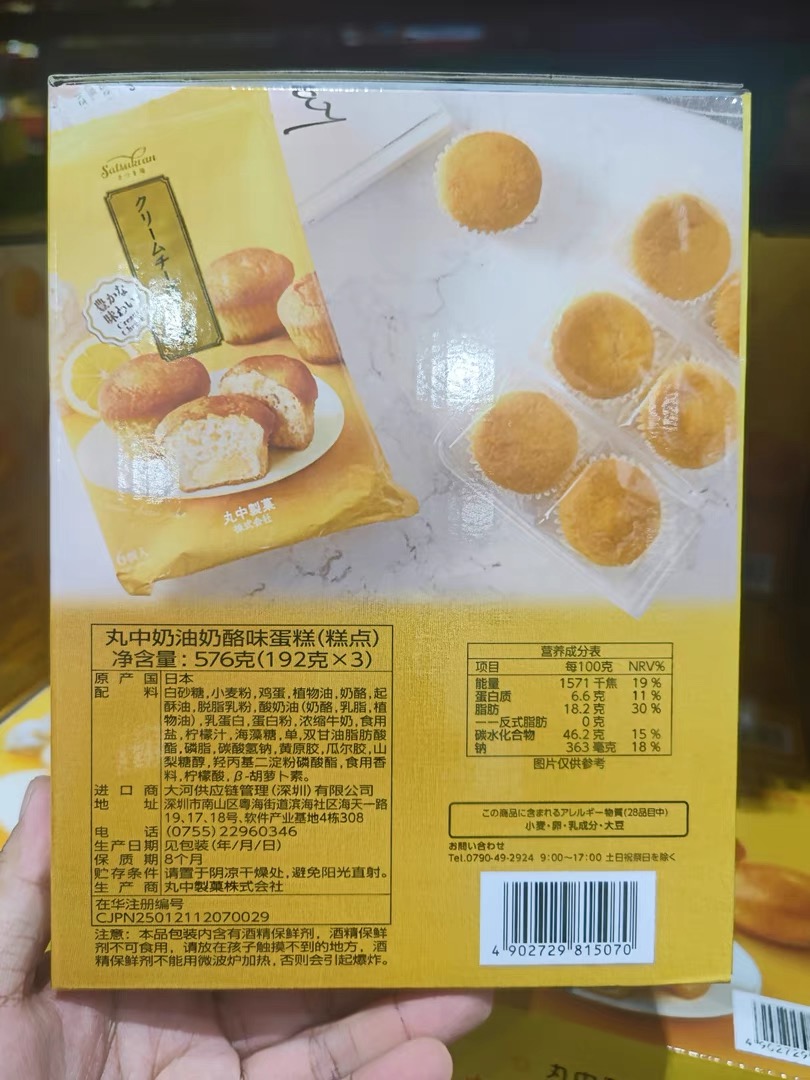 Satsukian
さつき庵
クリームチー
豊かな
味わい
Cream
Cheese
丸中製菓
株式会社
6個入
丸中奶油奶酪味蛋糕(糕点)
净含量: 576克(192克×3)
原产国 日本
配料 白砂糖,小麦粉,鸡蛋,植物油,奶酪,起
酥油,脱脂乳粉,酸奶油(奶酪,乳脂,植
物油),乳蛋白,蛋白粉,浓缩牛奶,食用
盐,柠檬汁,海藻糖,单,双甘油脂肪酸
酯,磷脂,碳酸氢钠,黄原胶,瓜尔胶,山
梨糖醇,羟丙基二淀粉磷酸酯,食用香
料,柠檬酸,β-胡萝卜素。
进口商 大河供应链管理(深圳)有限公司
地址 深圳市南山区粤海街道滨海社区海天一路
19,17,18号,软件产业基地4栋308
电话 (0755)22960346
生产日期 见包装(年/月/日)
保质期 8个月
贮存条件 请置于阴凉干燥处,避免阳光直射。
生产商 丸中製菓株式会社
在华注册编号
CJPN25012112070029
注意: 本品包装内含有酒精保鲜剂, 酒精保鲜
剂不可食用, 请放在孩子触摸不到的地方, 酒
精保鲜剂不能用微波炉加热, 否则会引起爆炸。
营养成分表
项目 每100克 NRV%
能量 1571 千焦 19 %
蛋白质 6.6 克 11 %
脂肪 18.2 克 30 %
——反式脂肪 0 克
碳水化合物 46.2 克 15 %
钠 363 毫克 18 %
图片仅供参考
この商品に含まれるアレルギー物質(28品目中)
小麦・卵・乳成分・大豆
お問い合わせ
Tel.0790-49-2924 9:00~17:00 土日祝祭日を除く
4 902729 815070
丸中製